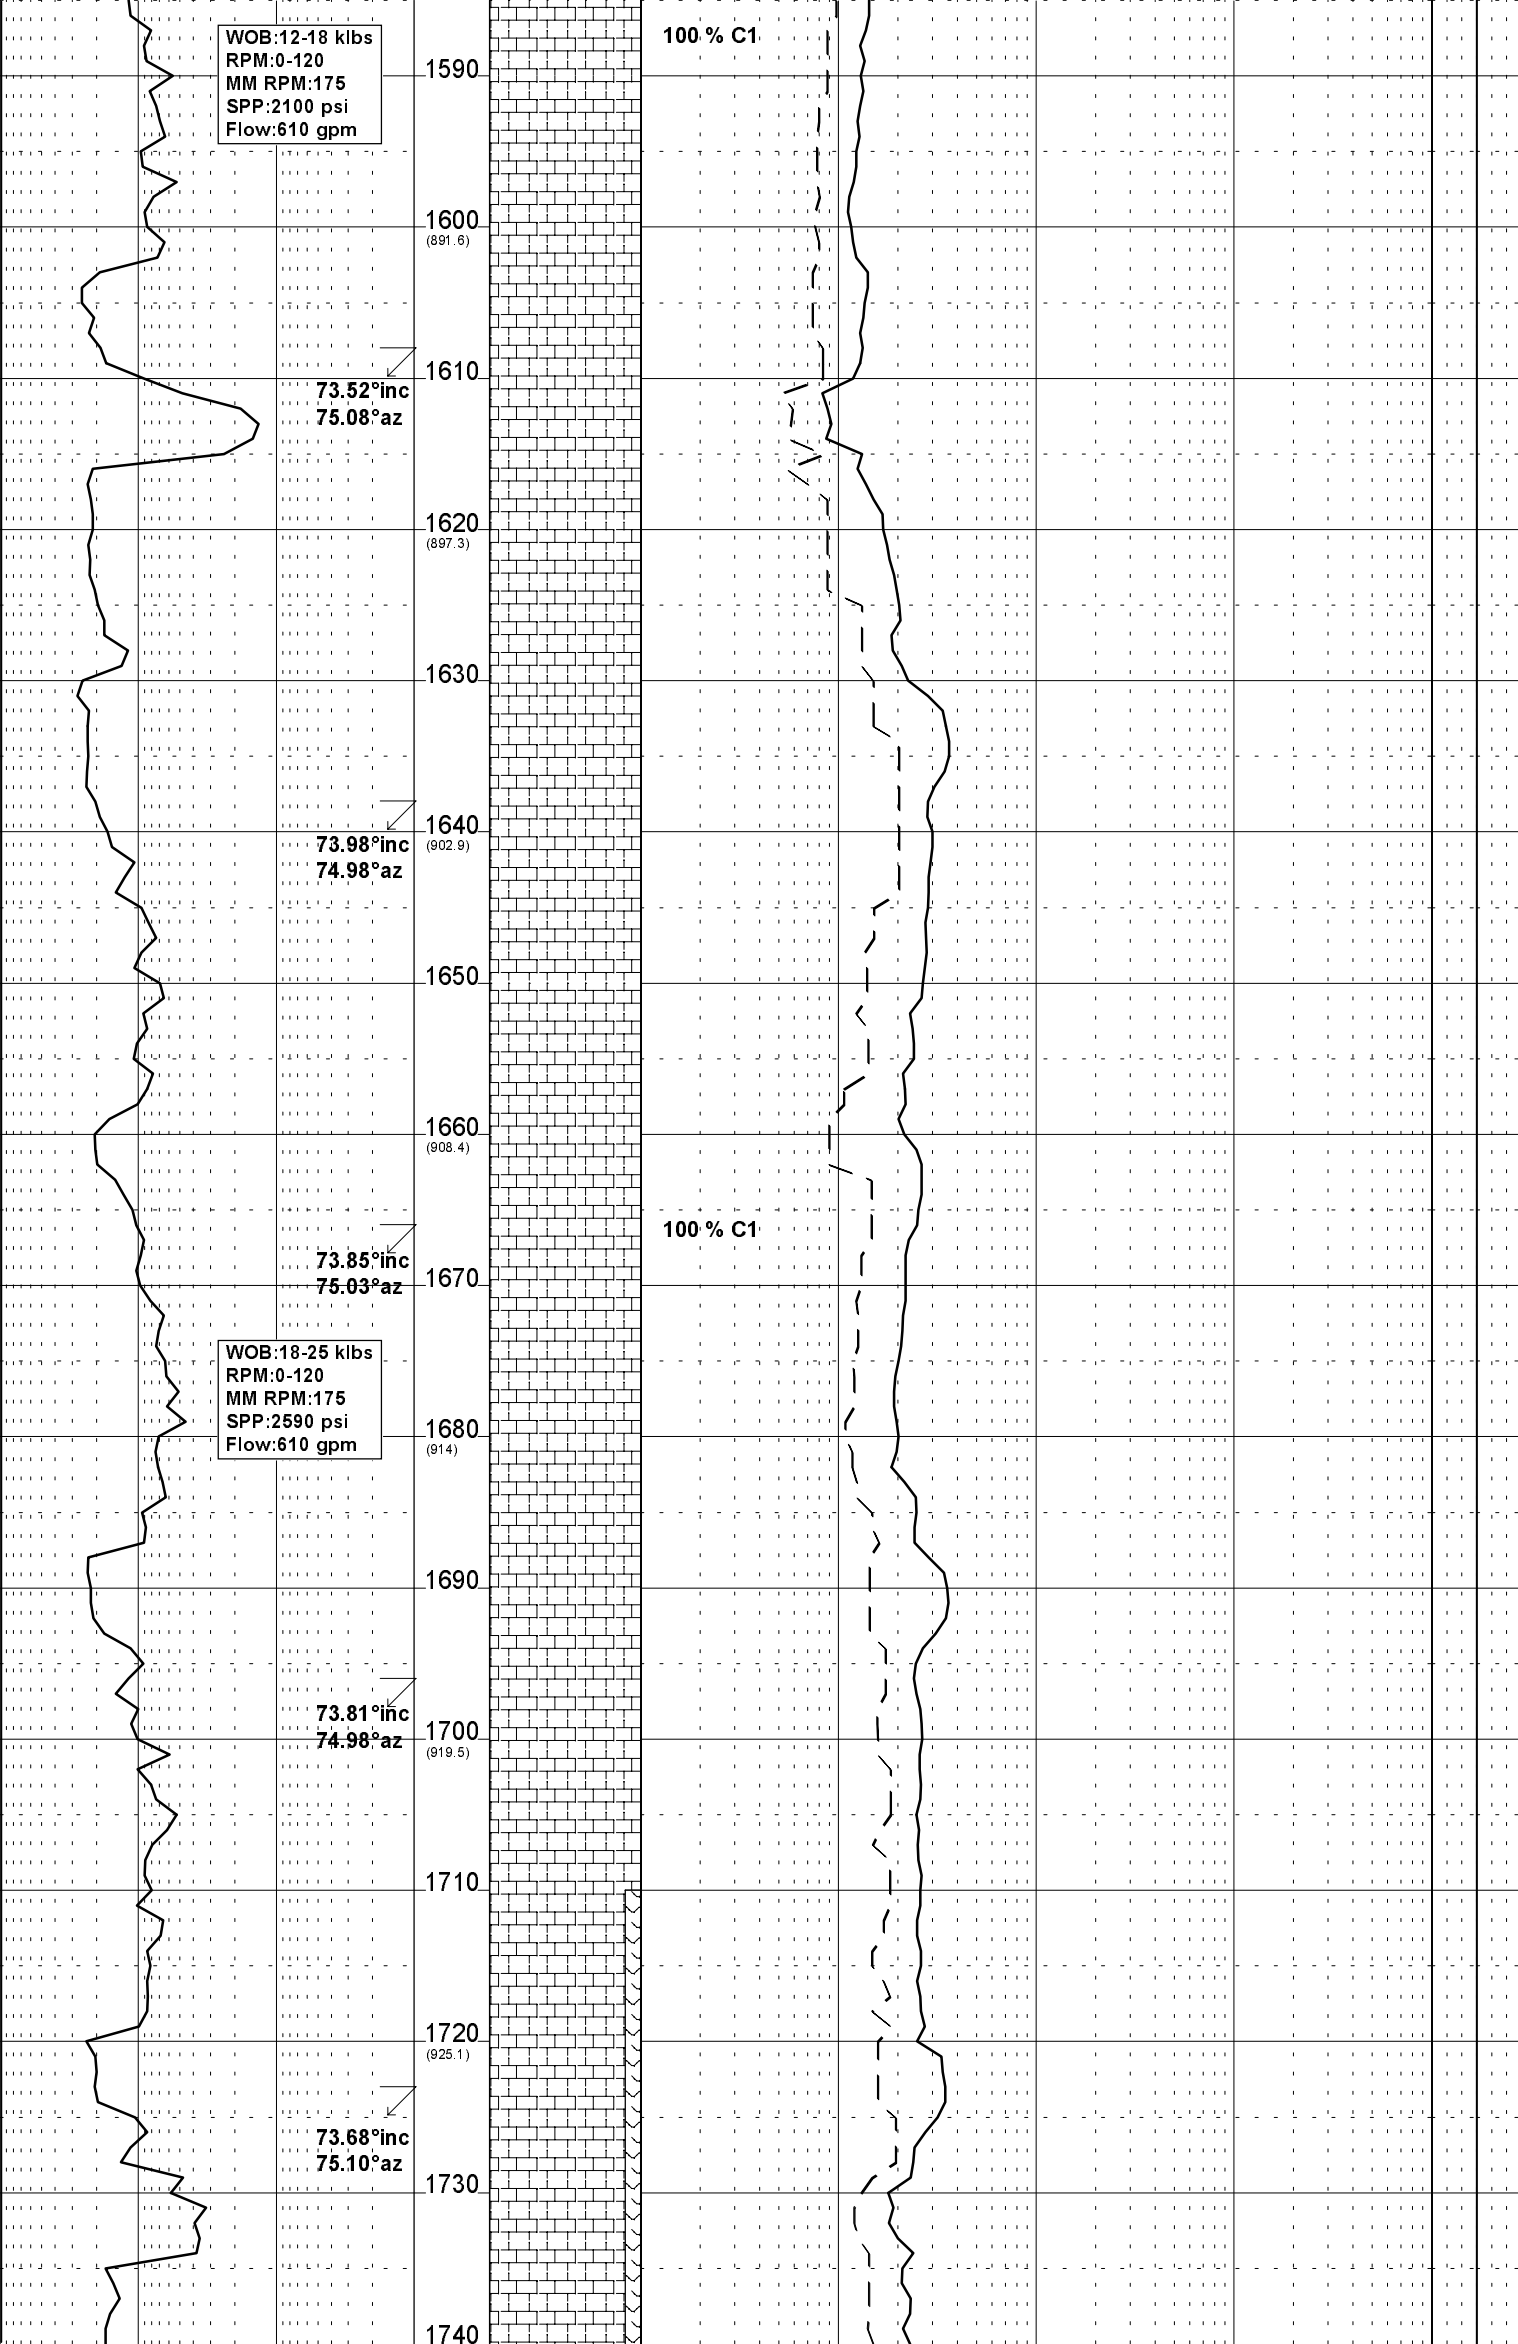 WOB:12-18 klbs
RPM:0-120
MM RPM:175
SPP:2100 psi
Flow:610 gpm
100 % C1
1590
1600
(891.6)
1610
73.52°inc
75.08°az
1620
(897.3)
1630
1640
(902.9)
73.98°inc
74.98°az
1650
1660
(908.4)
100 % C1
73.85°inc
75.03°az
1670
WOB:18-25 klbs
RPM:0-120
MM RPM:175
SPP:2590 psi
Flow:610 gpm
1680
(914)
1690
73.81°inc
74.98°az
1700
(919.5)
1710
1720
(925.1)
73.68°inc
75.10°az
1730
1740